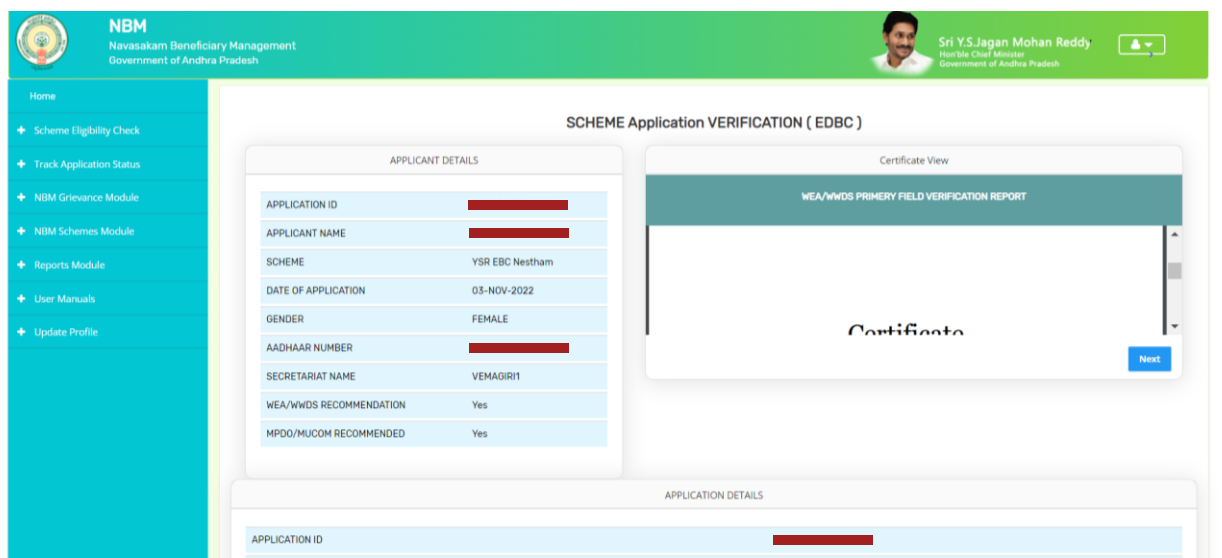 NBM
Navasakam Beneficiary Management
Government of Andhra Pradesh
Sri Y.S.Jagan Mohan Reddy
Hon'ble Chief Minister
Government of Andhra Pradesh
Home
Scheme Eligibility Check
Track Application Status
NBM Grievance Module
NBM Schemes Module
Reports Module
User Manuals
Update Profile
SCHEME Application VERIFICATION ( EDBC )
APPLICANT DETAILS
APPLICATION ID
APPLICANT NAME
SCHEME YSR EBC Nestham
DATE OF APPLICATION 03-NOV-2022
GENDER FEMALE
AADHAAR NUMBER
SECRETARIAT NAME VEMAGIRI1
WEA/WWDS RECOMMENDATION Yes
MPDO/MUCOM RECOMMENDED Yes
Certificate View
WEA/WWDS PRIMERY FIELD VERIFICATION REPORT
Certificate
Next
APPLICATION DETAILS
APPLICATION ID